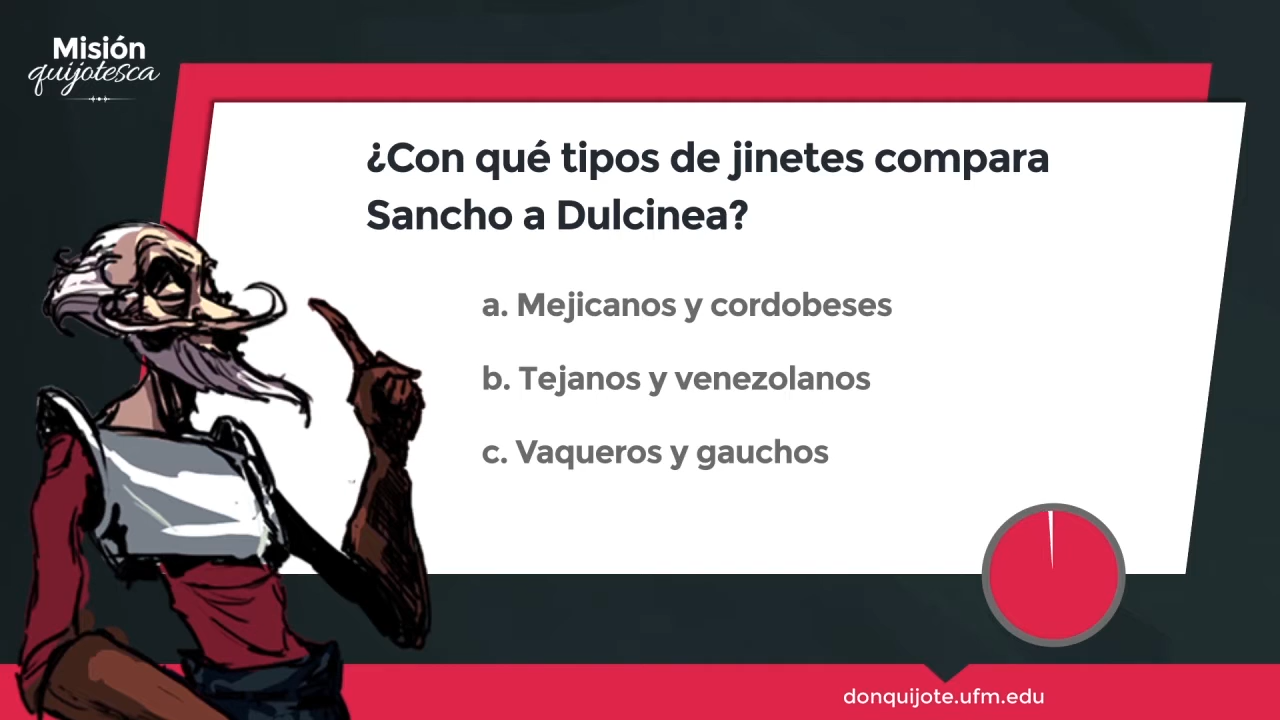 Misión
quijotesca
¿Con qué tipos de jinetes compara
Sancho a Dulcinea?
a. Mejicanos y cordobeses
b. Tejanos y venezolanos
c. Vaqueros y gauchos
donquijote.ufm.edu